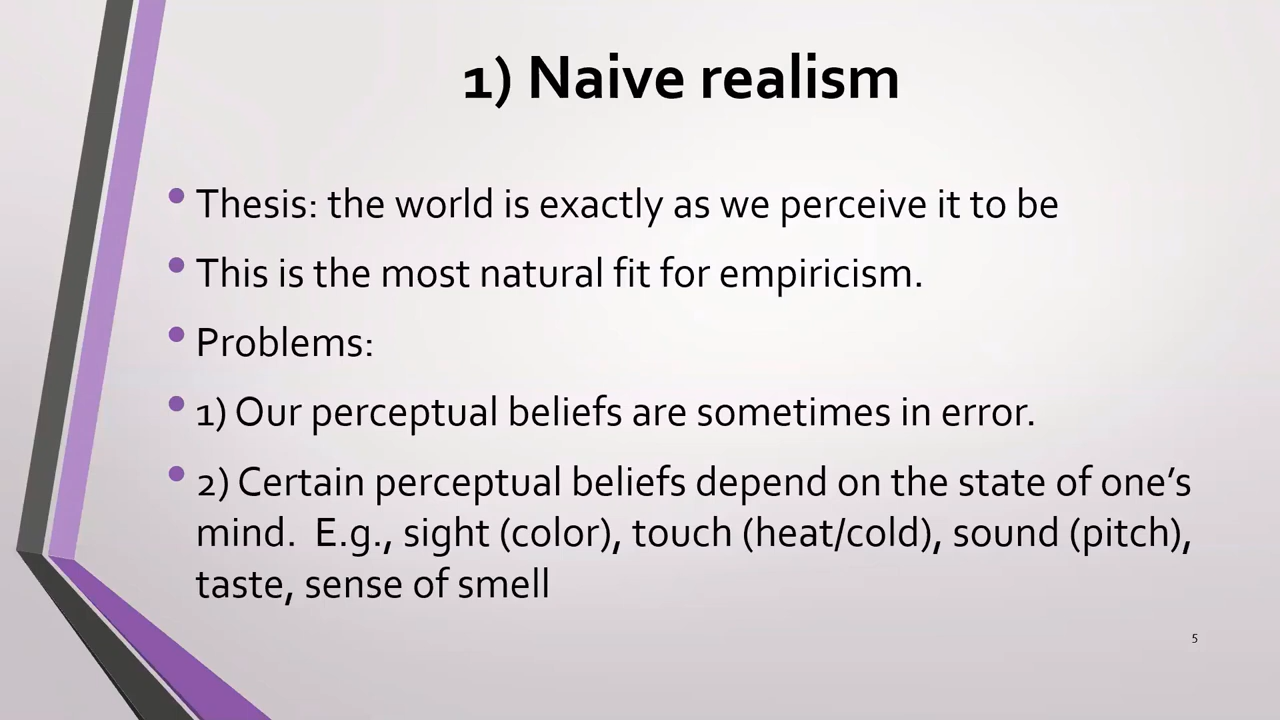 1) Naive realism
• Thesis: the world is exactly as we perceive it to be
• This is the most natural fit for empiricism.
• Problems:
• 1) Our perceptual beliefs are sometimes in error.
• 2) Certain perceptual beliefs depend on the state of one’s
mind.  E.g., sight (color), touch (heat/cold), sound (pitch),
taste, sense of smell
5